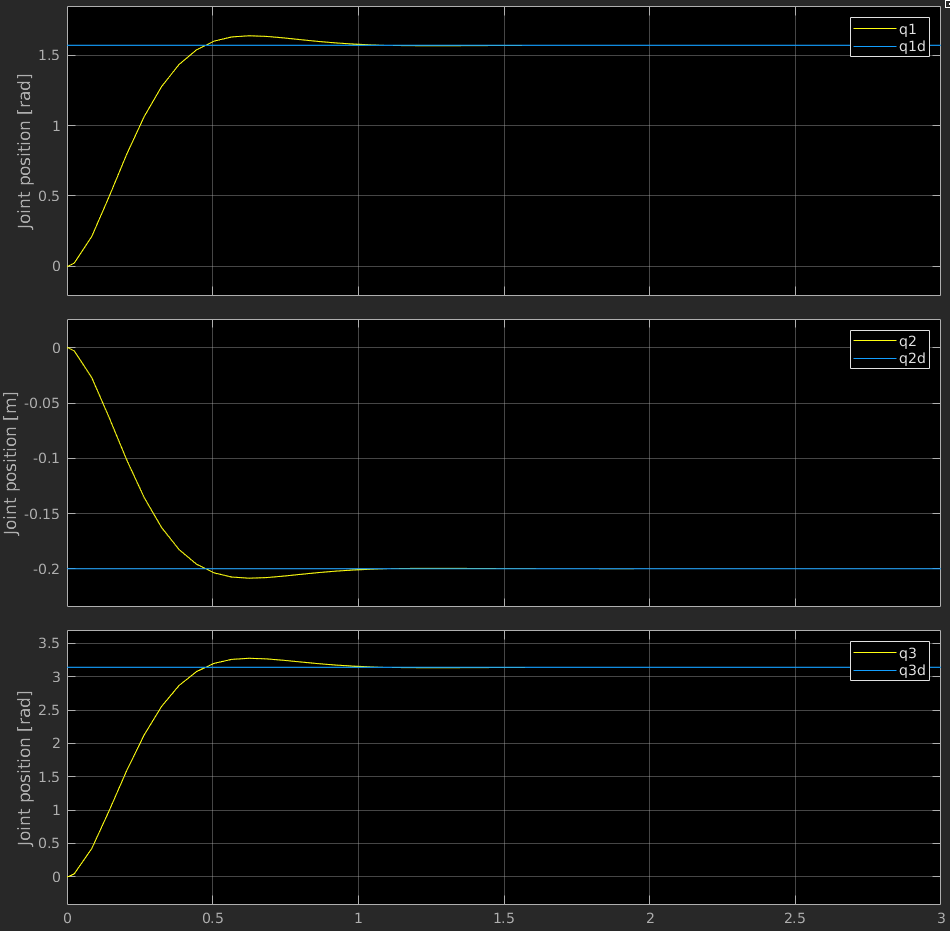 Joint position [rad]
1.5
1
0.5
0
q1
q1d
Joint position [m]
0
-0.05
-0.1
-0.15
-0.2
q2
q2d
Joint position [rad]
3.5
3
2.5
2
1.5
1
0.5
0
q3
q3d
0 0.5 1 1.5 2 2.5 3